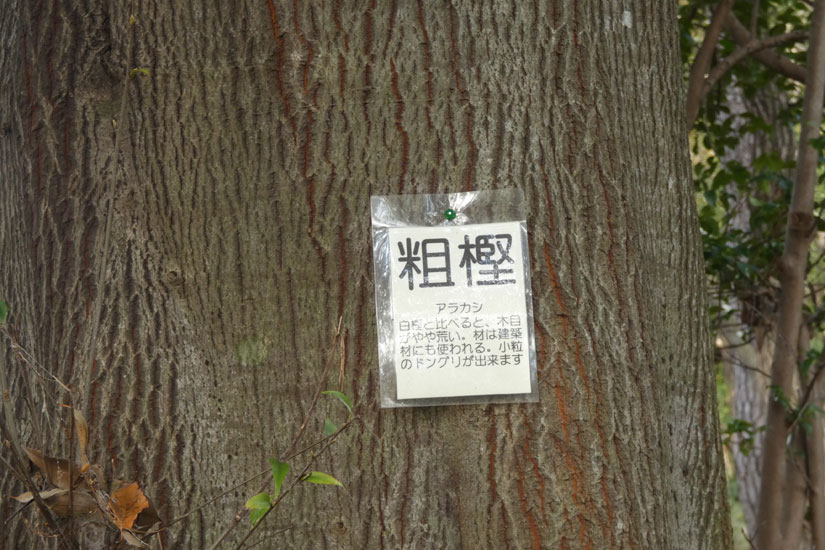 粗樫
アラカシ
白樫と比べると、木目
がやや荒い。材は建築
材にも使われる。小粒
のドングリが出来ます